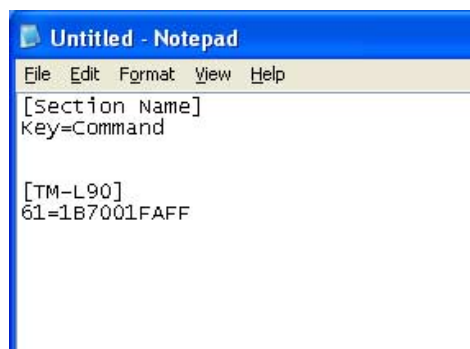 Untitled - Notepad
File Edit Format View Help
[Section Name]
Key=Command
[TM-L90]
61=1B7001FAFF